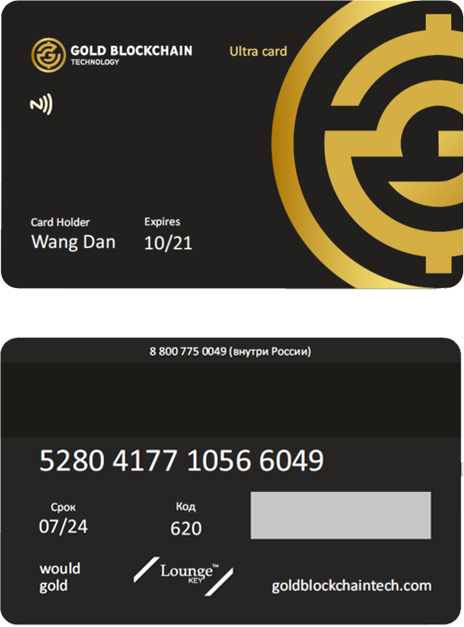 GOLD BLOCKCHAIN
TECHNOLOGY
Ultra card
Card Holder
Expires
Wang Dan
10/21
8 800 775 0049 (внутри России)
5280 4177 1056 6049
Срок
Код
07/24
620
would
gold
Lounge™
KEY
goldblockchaintech.com